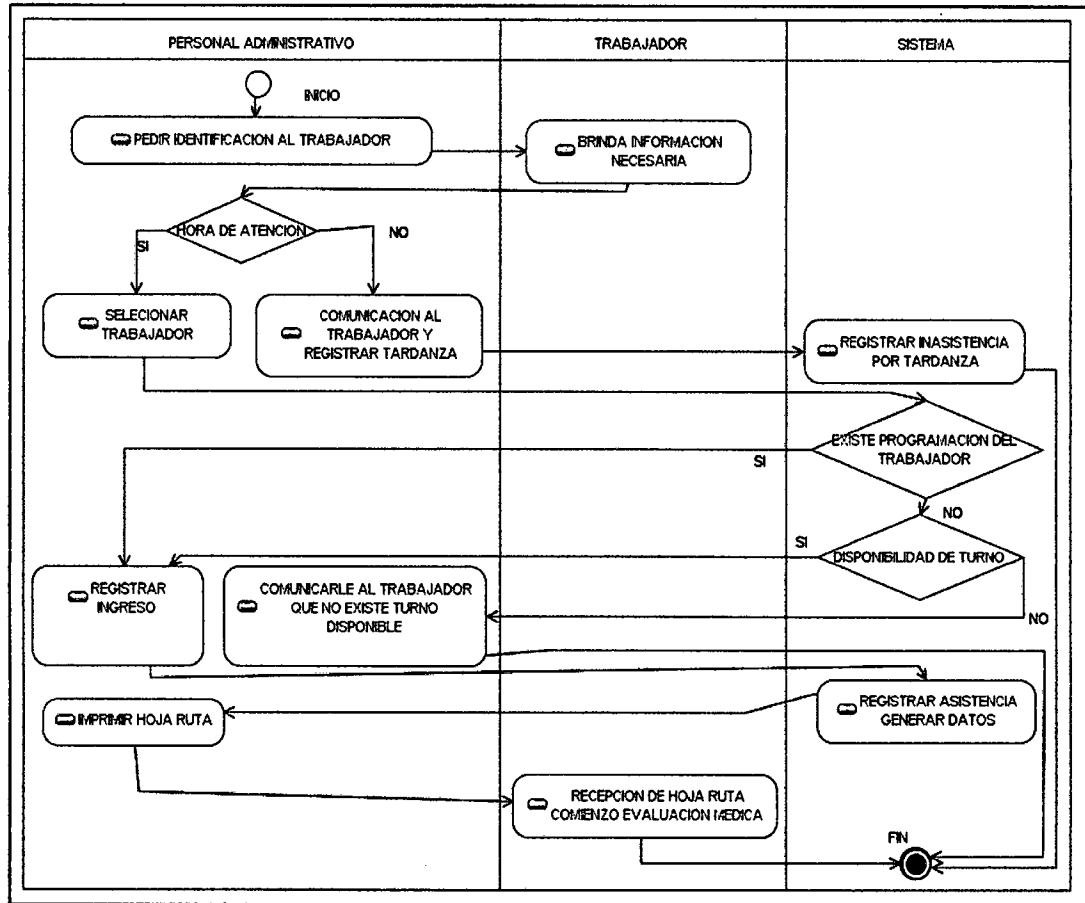 PERSONAL ADMINISTRATIVO
TRABAJADOR
SISTEMA
INICIO
PEDIR IDENTIFICACION AL TRABAJADOR
BRINDA INFORMACION
NECESARIA
HORA DE ATENCION
SI
NO
SELECIONAR
TRABAJADOR
COMUNICACION AL
TRABAJADOR Y
REGISTRAR TARDANZA
REGISTRAR INASISTENCIA
POR TARDANZA
EXISTE PROGRAMACION DEL
TRABAJADOR
SI
NO
SI
DISPONIBILIDAD DE TURNO
NO
REGISTRAR
INGRESO
COMUNICARLE AL TRABAJADOR
QUE NO EXISTE TURNO
DISPONIBLE
IMPRIMIR HOJA RUTA
REGISTRAR ASISTENCIA
GENERAR DATOS
RECEPCION DE HOJA RUTA
COMIENZO EVALUACION MEDICA
FIN